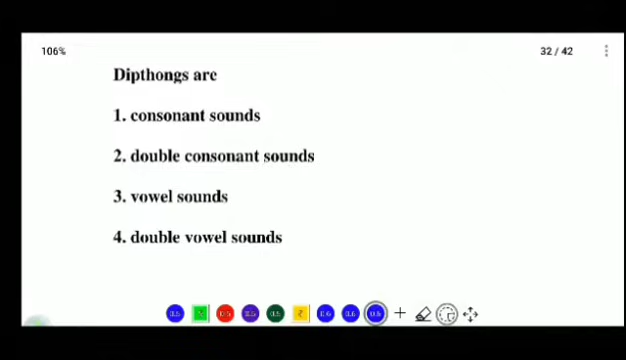 106%
32 / 42
Dipthongs are
1. consonant sounds
2. double consonant sounds
3. vowel sounds
4. double vowel sounds